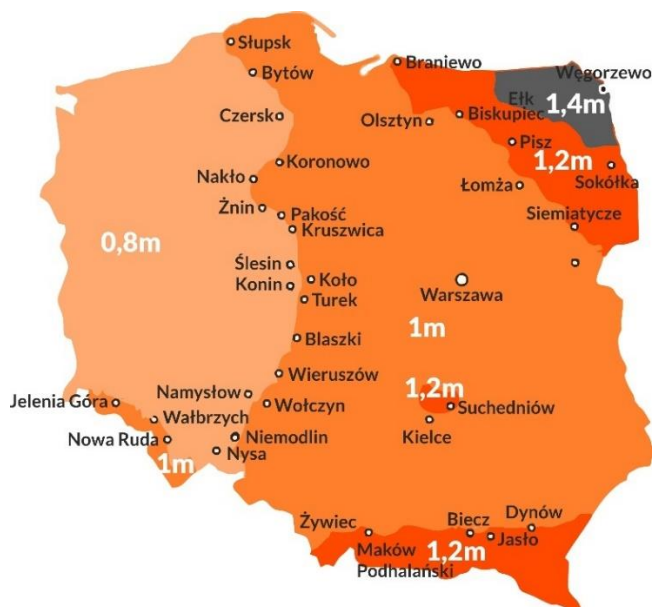 Słupsk
Braniewo
Bytów
Węgorzewo
Ełk
1,4m
Czersk
Olsztyn
Biskupiec
Pisz
1,2m
Koronowo
Sokółka
Nakło
Łomża
Żnin
Pakość
Siemiatycze
Kruszwica
0,8m
Ślesin
Koło
Konin
Warszawa
Turek
1m
Blaszki
Wieruszów
1,2m
Namysłow
Jelenia Góra
Wołczyn
Suchedniów
Wałbrzych
Kielce
Nowa Ruda
Niemodlin
Nysa
1m
Dynów
Żywiec
Biecz
Maków
Podhalański
1,2m
Jasło